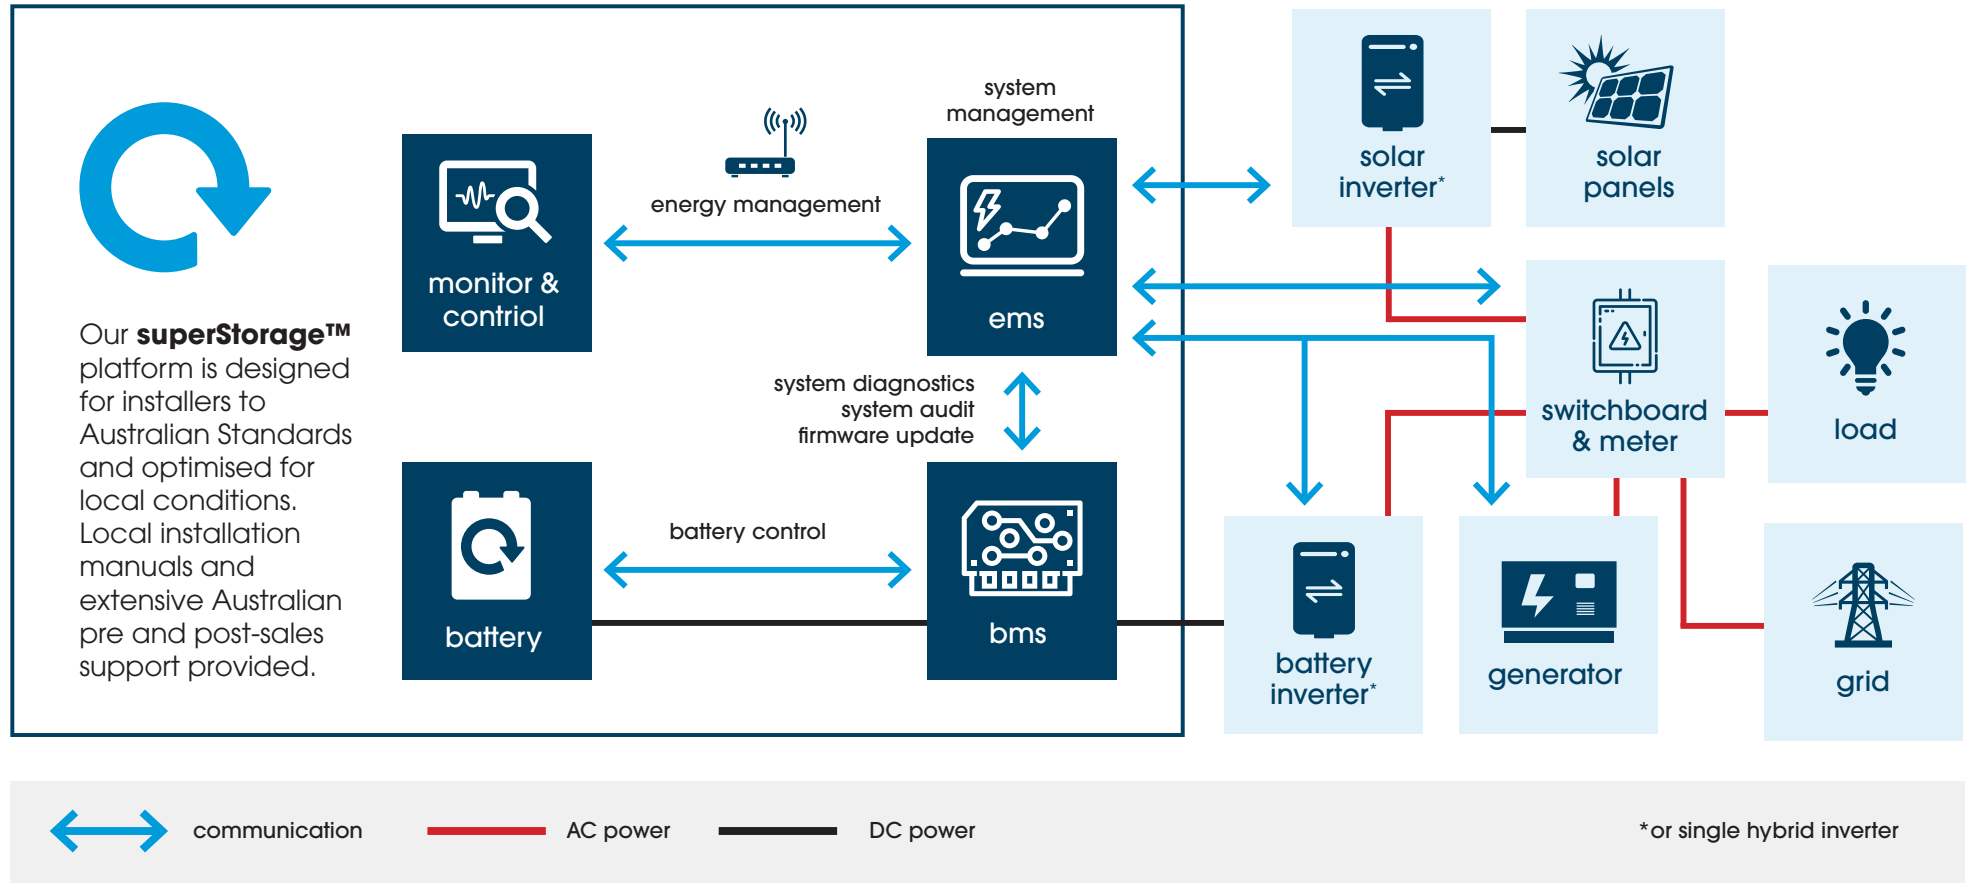 Our superStorage™
platform is designed
for installers to
Australian Standards
and optimised for
local conditions.
Local installation
manuals and
extensive Australian
pre and post-sales
support provided.
monitor &
contriol
energy management
system
management
ems
system diagnostics
system audit
firmware update
battery
battery control
bms
solar
inverter*
solar
panels
switchboard
& meter
load
battery
inverter*
generator
grid
communication
AC power
DC power
*or single hybrid inverter